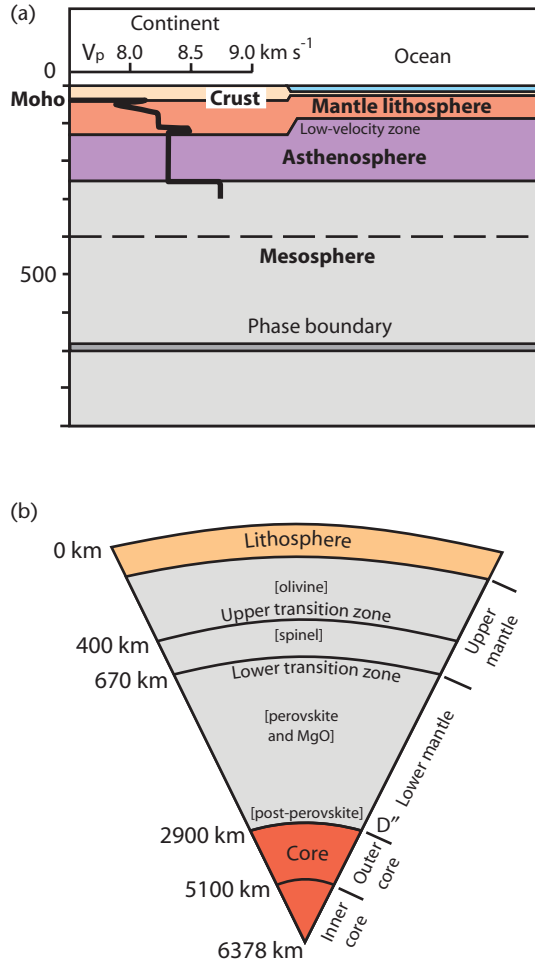 (a)
Continent
Vp 8.0 8.5 9.0 km s⁻¹
Ocean
0
Moho
Crust
Mantle lithosphere
Low-velocity zone
Asthenosphere
Mesosphere
500
Phase boundary
(b)
0 km
Lithosphere
[olivine]
Upper transition zone
400 km
[spinel]
670 km
Lower transition zone
Upper
mantle
[perovskite
and MgO]
Lower mantle
[post-perovskite]
D"
2900 km
Core
Outer
core
5100 km
Inner
core
6378 km